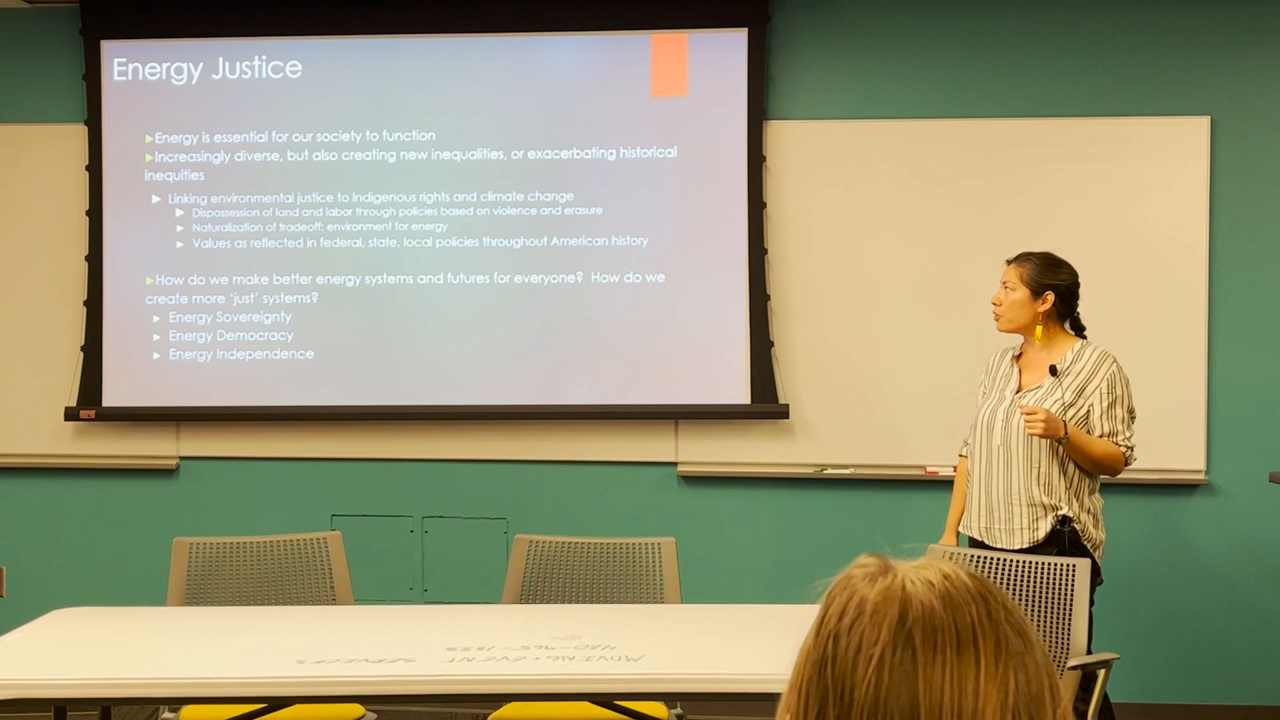 Energy Justice
Energy is essential for our society to function
Increasingly diverse, but also creating new inequalities, or exacerbating historical
inequities
Linking environmental justice to Indigenous rights and climate change
Dispossession of land and labor through policies based on violence and erasure
Naturalization of tradeoff: environment for energy
Values as reflected in federal, state, local policies throughout American history
How do we make better energy systems and futures for everyone? How do we
create more 'just' systems?
Energy Sovereignty
Energy Democracy
Energy Independence
MOVING + EVENT SERVICES